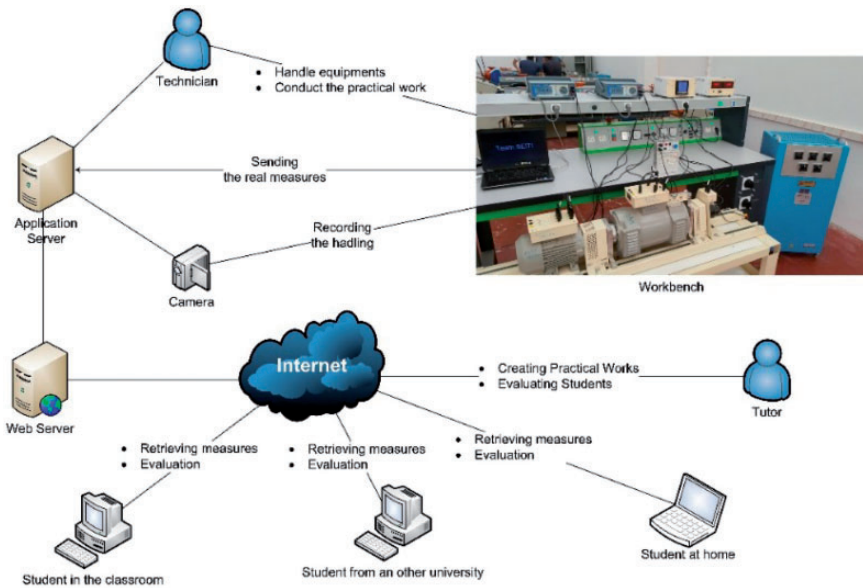 Technician
• Handle equipments
• Conduct the practical work
Sending
the real measures
Application
Server
Recording
the hadling
Camera
Workbench
Internet
• Creating Practical Works
• Evaluating Students
Tutor
Web Server
• Retrieving measures
• Evaluation
• Retrieving measures
• Evaluation
• Retrieving measures
• Evaluation
Student in the classroom
Student from an other university
Student at home